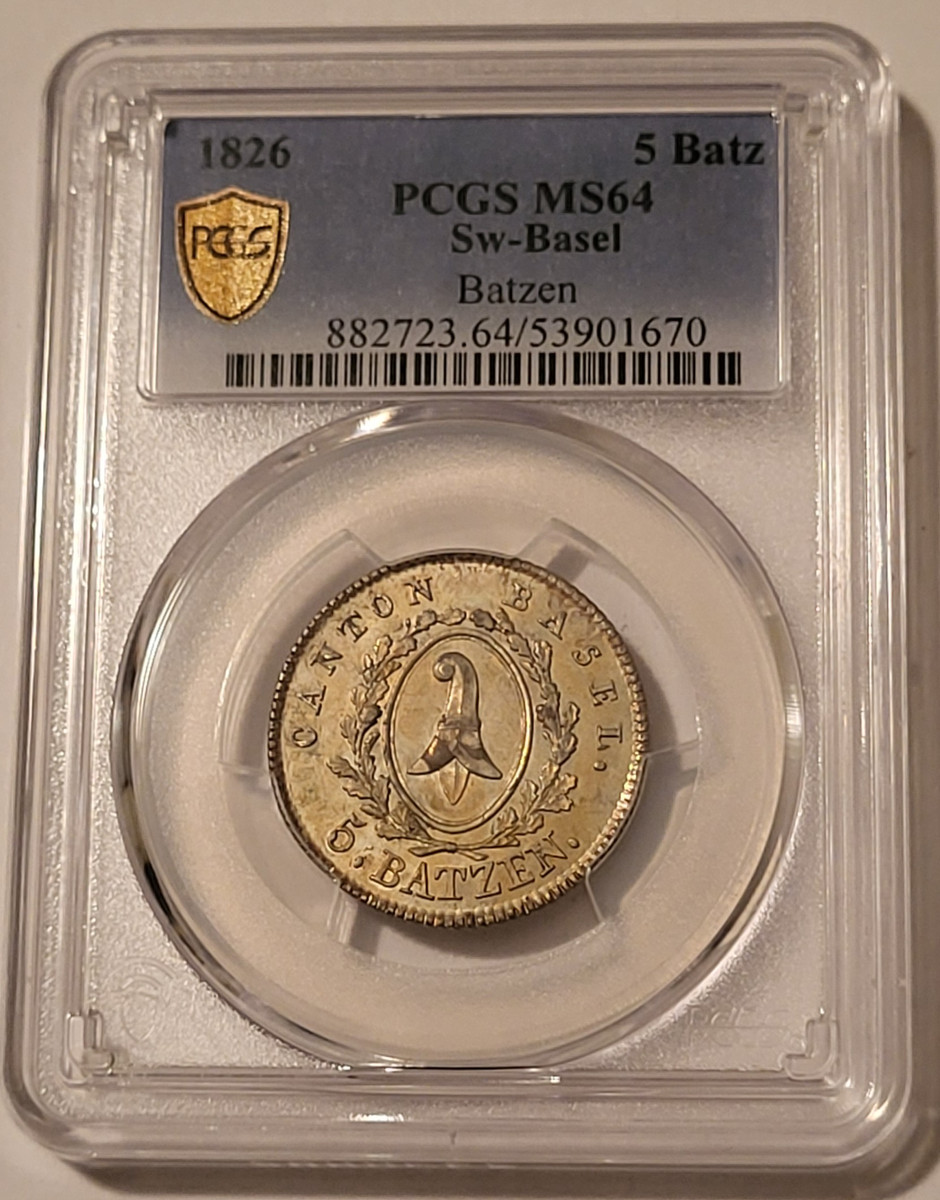 1826 5 Batz
PCGS MS64
PCGS
Sw-Basel
Batzen
882723.64/53901670
CANTON BASEL.
5. BATZEN.